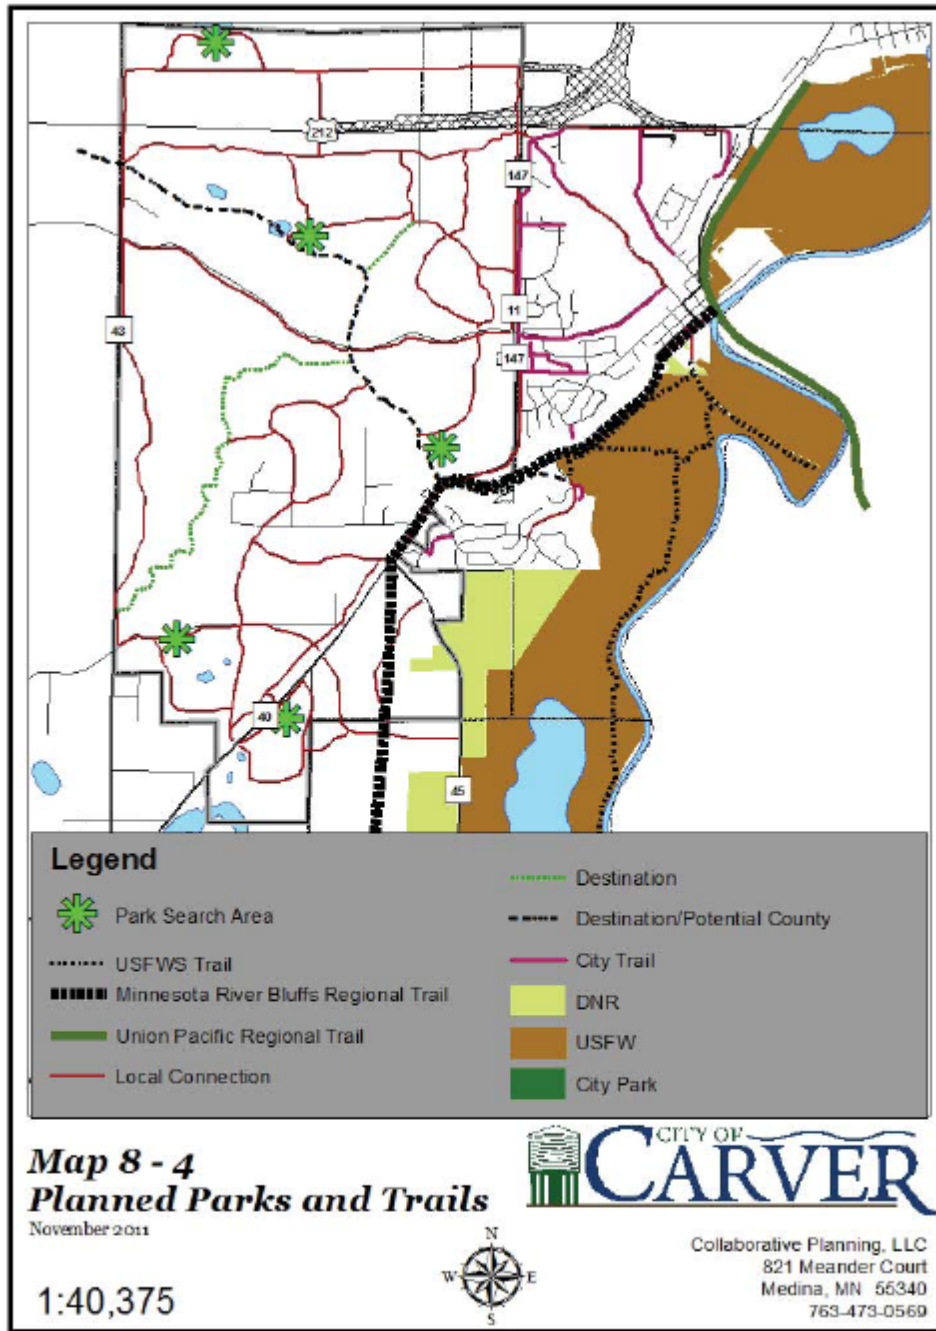 212
147
11
147
43
40
45
Legend
Park Search Area
USFWS Trail
Minnesota River Bluffs Regional Trail
Union Pacific Regional Trail
Local Connection
Destination
Destination/Potential County
City Trail
DNR
USFW
City Park
Map 8 - 4
Planned Parks and Trails
November 2011
1:40,375
N
W E
S
CITY OF
CARVER
Collaborative Planning, LLC
821 Meander Court
Medina, MN 55340
763-473-0569